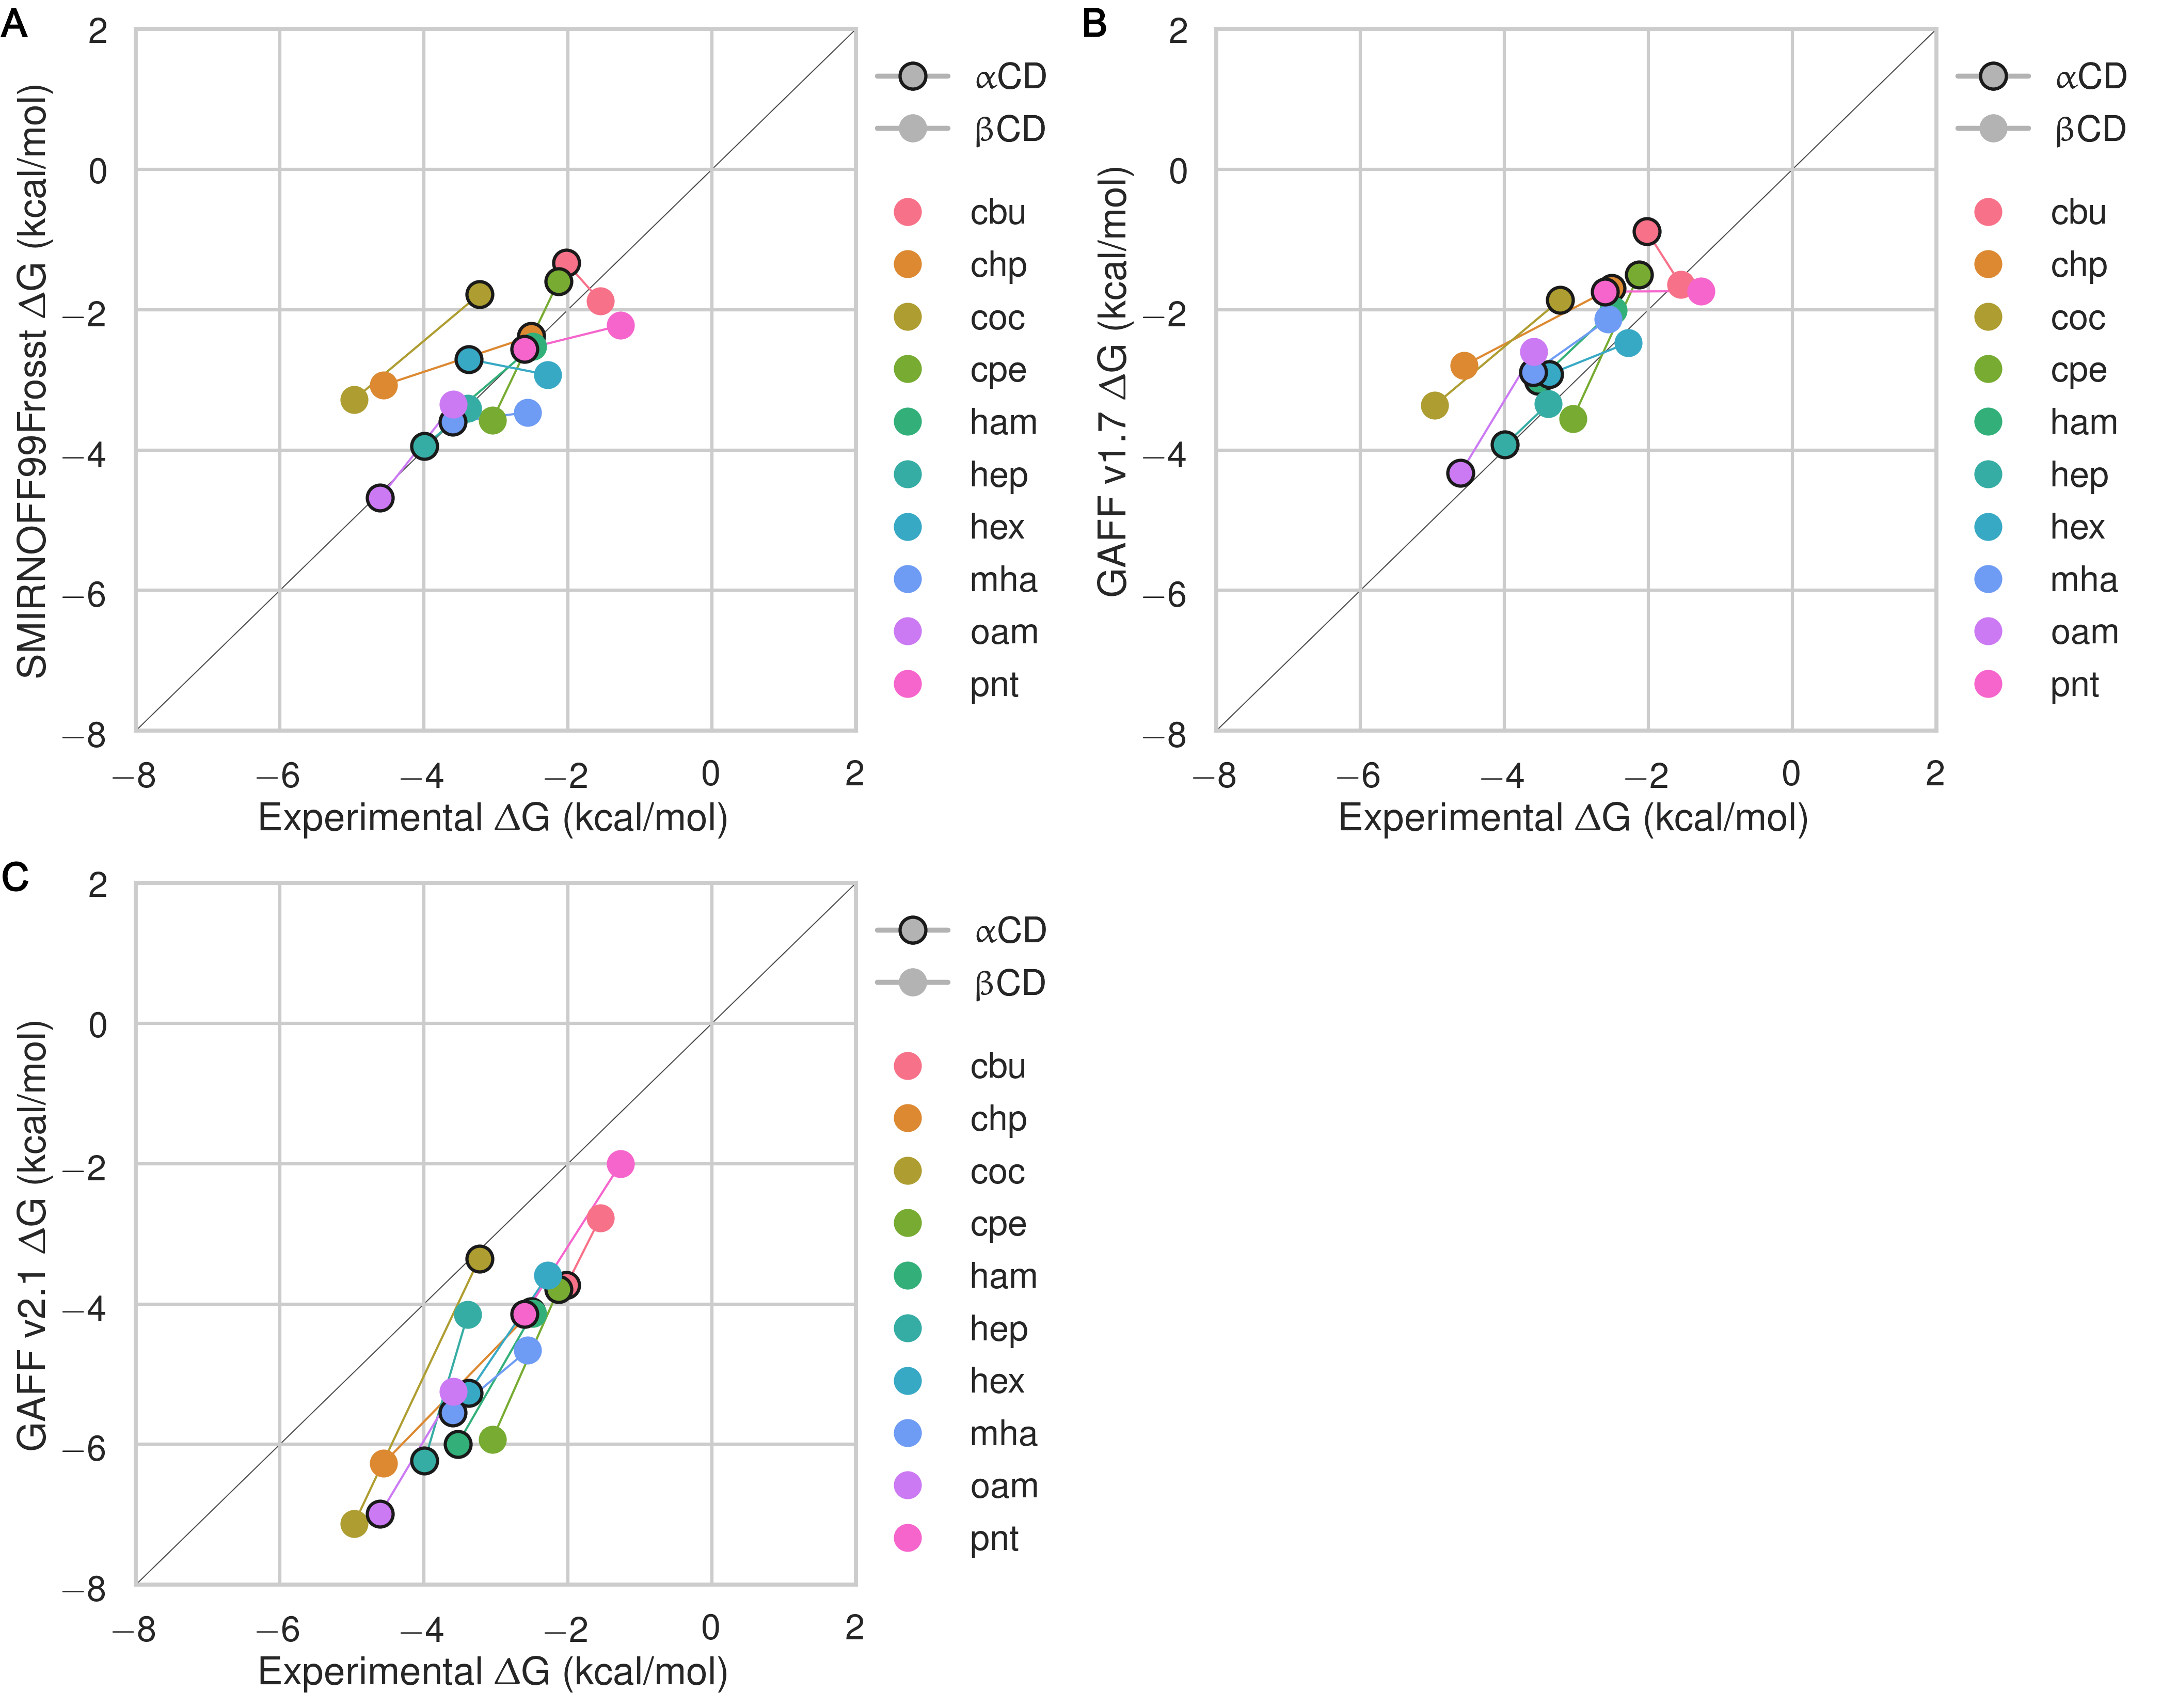 A
SMIRNOFF99Frosst ΔG (kcal/mol)
2
0
−2
−4
−6
−8
−8 −6 −4 −2 0 2
Experimental ΔG (kcal/mol)
αCD
βCD
cbu
chp
coc
cpe
ham
hep
hex
mha
oam
pnt
B
GAFF v1.7 ΔG (kcal/mol)
2
0
−2
−4
−6
−8
−8 −6 −4 −2 0 2
Experimental ΔG (kcal/mol)
αCD
βCD
cbu
chp
coc
cpe
ham
hep
hex
mha
oam
pnt
C
GAFF v2.1 ΔG (kcal/mol)
2
0
−2
−4
−6
−8
−8 −6 −4 −2 0 2
Experimental ΔG (kcal/mol)
αCD
βCD
cbu
chp
coc
cpe
ham
hep
hex
mha
oam
pnt